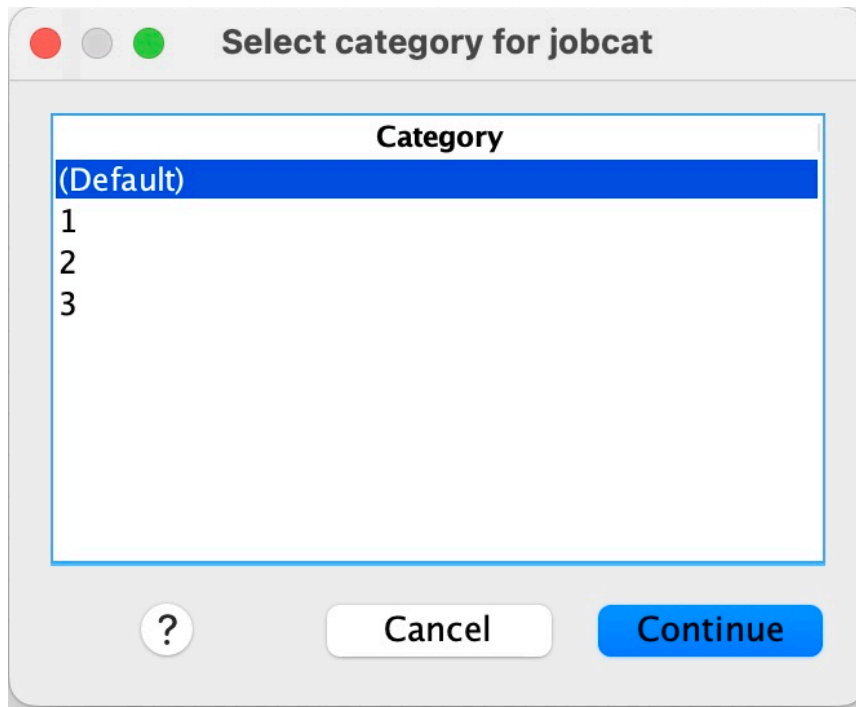 Select category for jobcat
Category
(Default)
1
2
3
?
Cancel
Continue